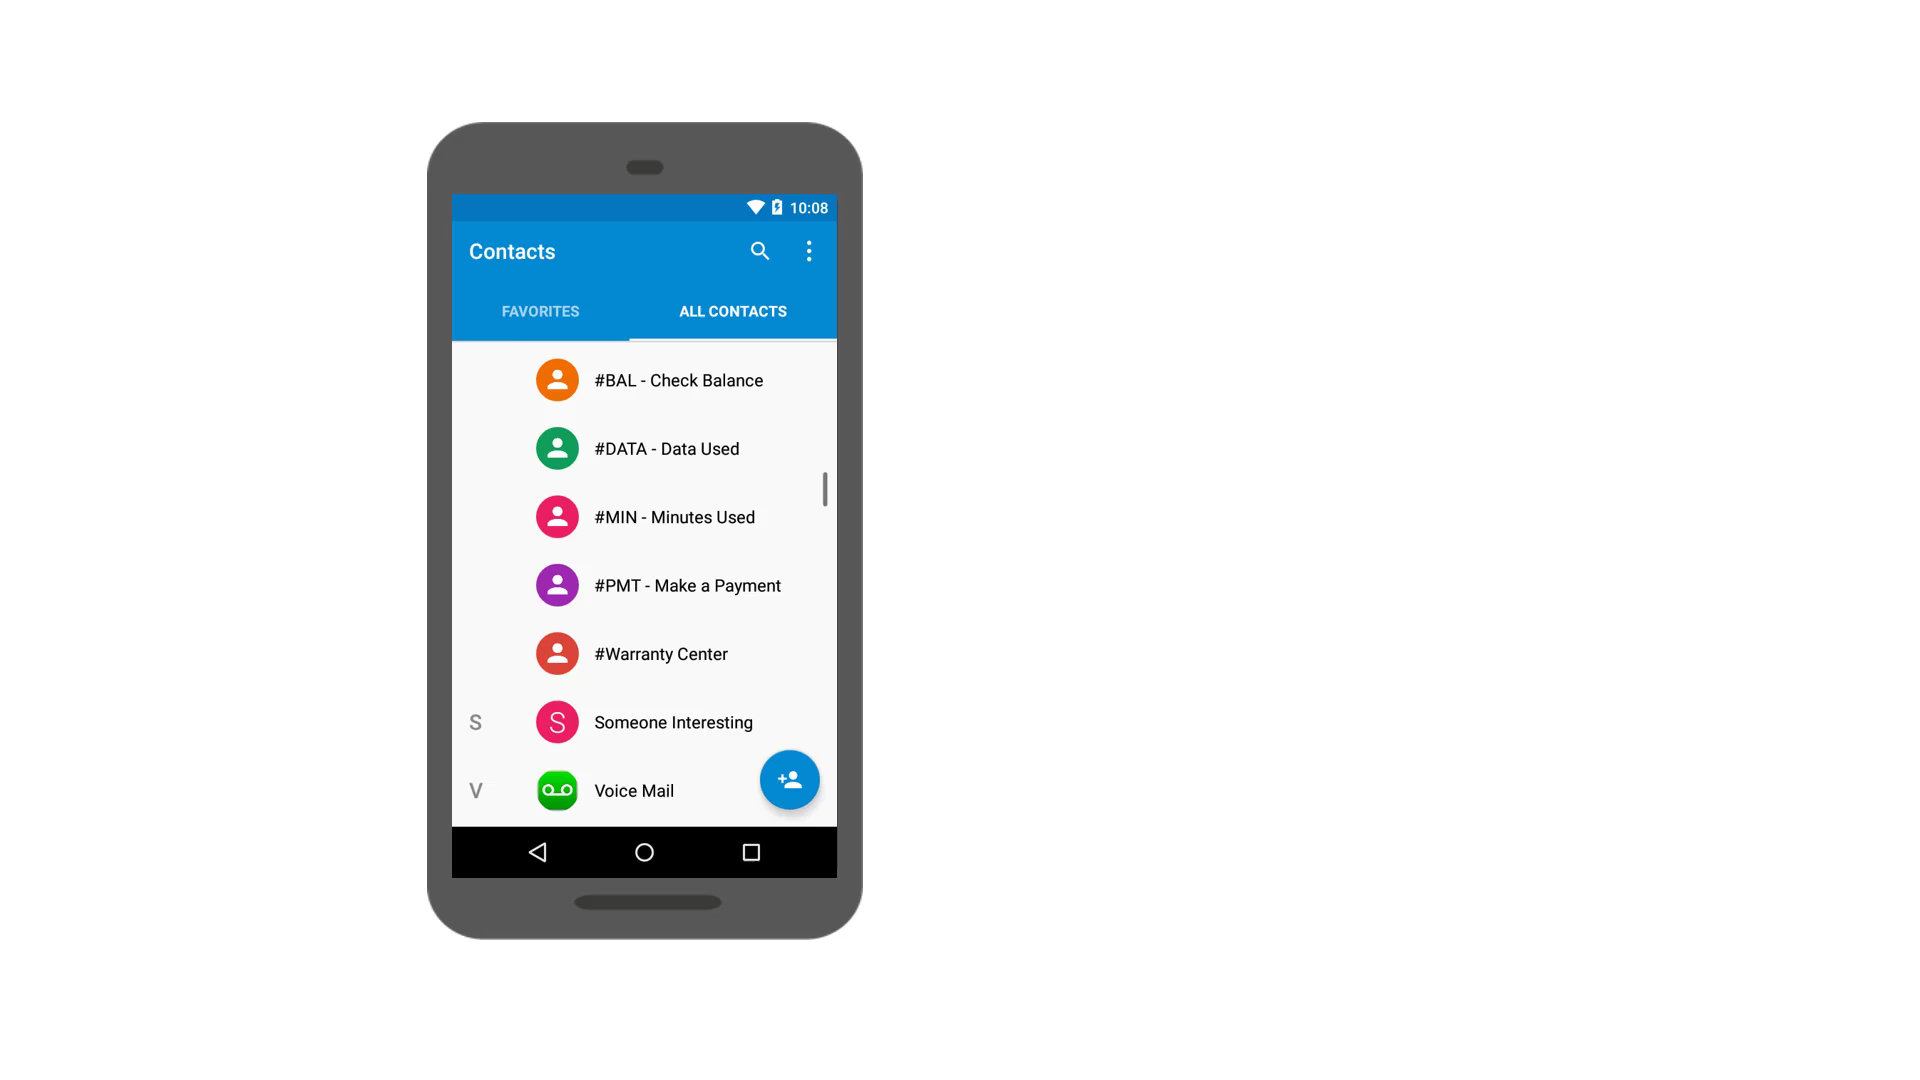 10:08
Contacts
FAVORITES ALL CONTACTS
#BAL - Check Balance
#DATA - Data Used
#MIN - Minutes Used
#PMT - Make a Payment
#Warranty Center
S S Someone Interesting
V Voice Mail